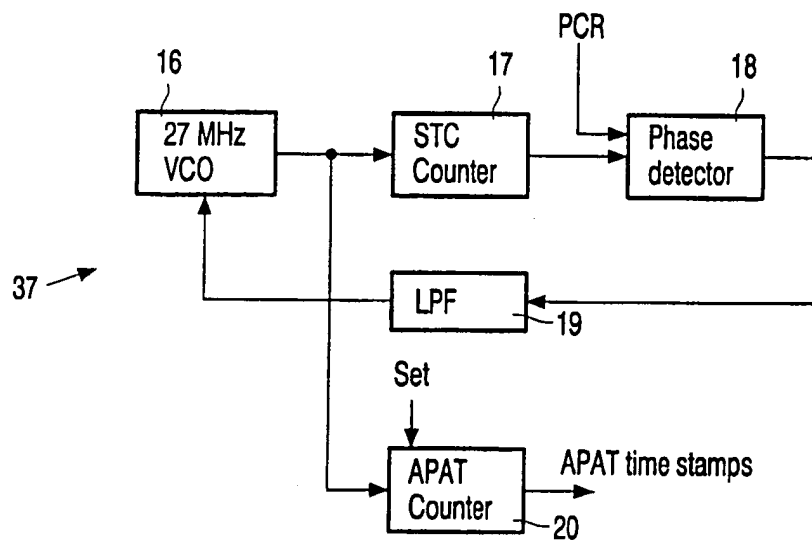 PCR
16
17
18
27 MHz
VCO
STC
Counter
Phase
detector
37
LPF
19
Set
APAT
Counter
APAT time stamps
20